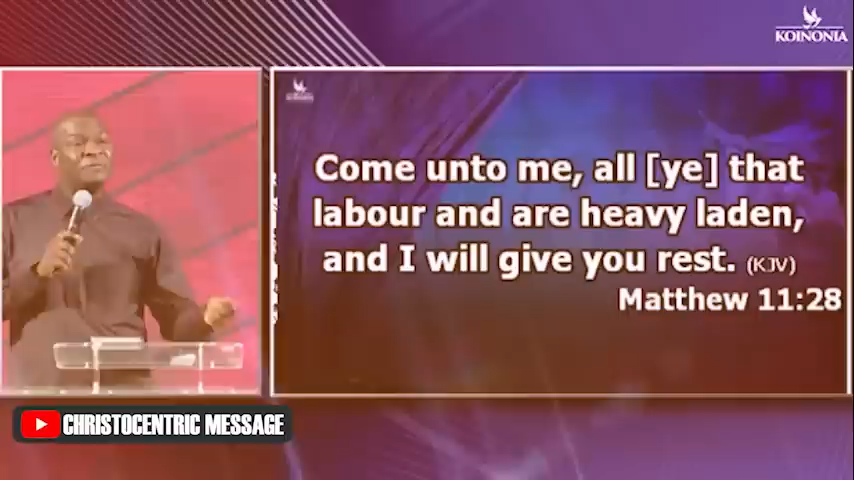 KOINONIA
Come unto me, all [ye] that
labour and are heavy laden,
and I will give you rest. (KJV)
Matthew 11:28
CHRISTOCENTRIC MESSAGE